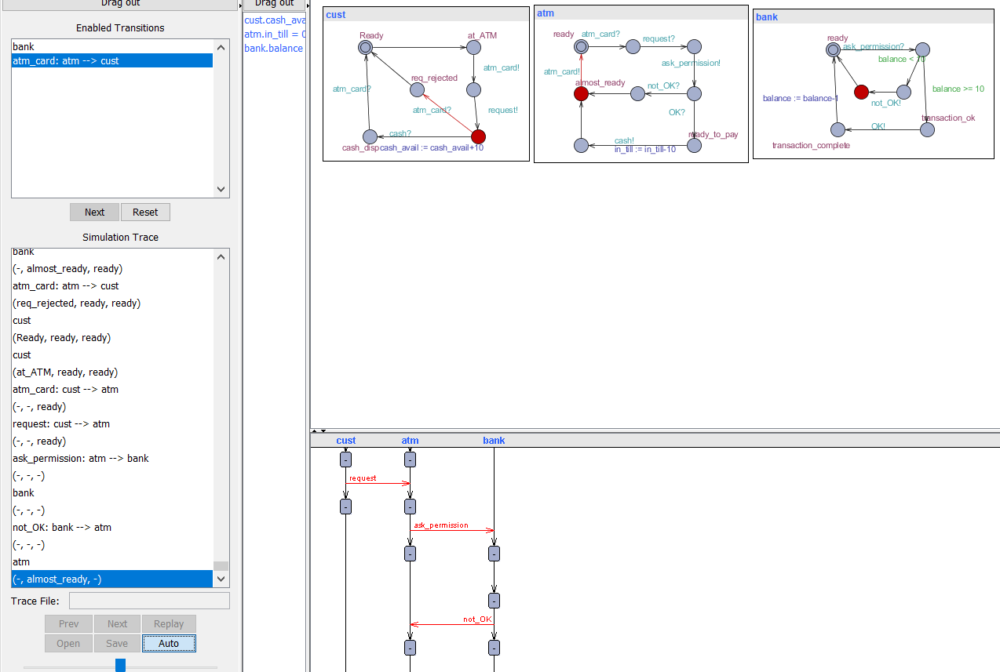 Drag out
Enabled Transitions
bank
atm_card: atm --> cust
Next
Reset
Simulation Trace
bank
(-, almost_ready, ready)
atm_card: atm --> cust
(req_rejected, ready, ready)
cust
(Ready, ready, ready)
cust
(at_ATM, ready, ready)
atm_card: cust --> atm
(-, -, ready)
request: cust --> atm
(-, -, ready)
ask_permission: atm --> bank
(-, -, -)
bank
(-, -, -)
not_OK: bank --> atm
(-, -, -)
atm
(-, almost_ready, -)
Trace File:
Prev
Next
Replay
Open
Save
Auto
Drag out
cust.cash_ava
atm.in_till = 0
bank.balance
cust
Ready
at_ATM
atm_card!
req_rejected
atm_card?
atm_card?
request!
cash?
cash_disp
cash_avail := cash_avail+10
atm
ready
atm_card?
request?
ask_permission!
atm_card!
almost_ready
not_OK?
OK?
ready_to_pay
cash!
in_till := in_till-10
bank
ready
ask_permission?
balance < 10
balance := balance-1
balance >= 10
not_OK!
transaction_ok
OK!
transaction_complete
cust
atm
bank
-
-
request
-
-
ask_permission
-
-
-
not_OK
-
-